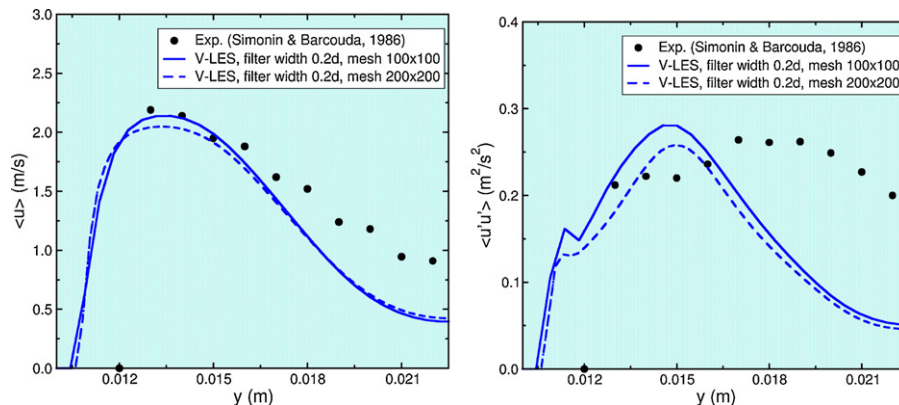 3.0
2.5
2.0
1.5
1.0
0.5
0.0
<u> (m/s)
Exp. (Simonin & Barcouda, 1986)
V-LES, filter width 0.2d, mesh 100x100
V-LES, filter width 0.2d, mesh 200x200
0.012
0.015
0.018
0.021
y (m)
0.4
0.3
0.2
0.1
0.0
<u'u'> (m²/s²)
Exp. (Simonin & Barcouda, 1986)
V-LES, filter width 0.2d, mesh 100x100
V-LES, filter width 0.2d, mesh 200x200
0.012
0.015
0.018
0.021
y (m)